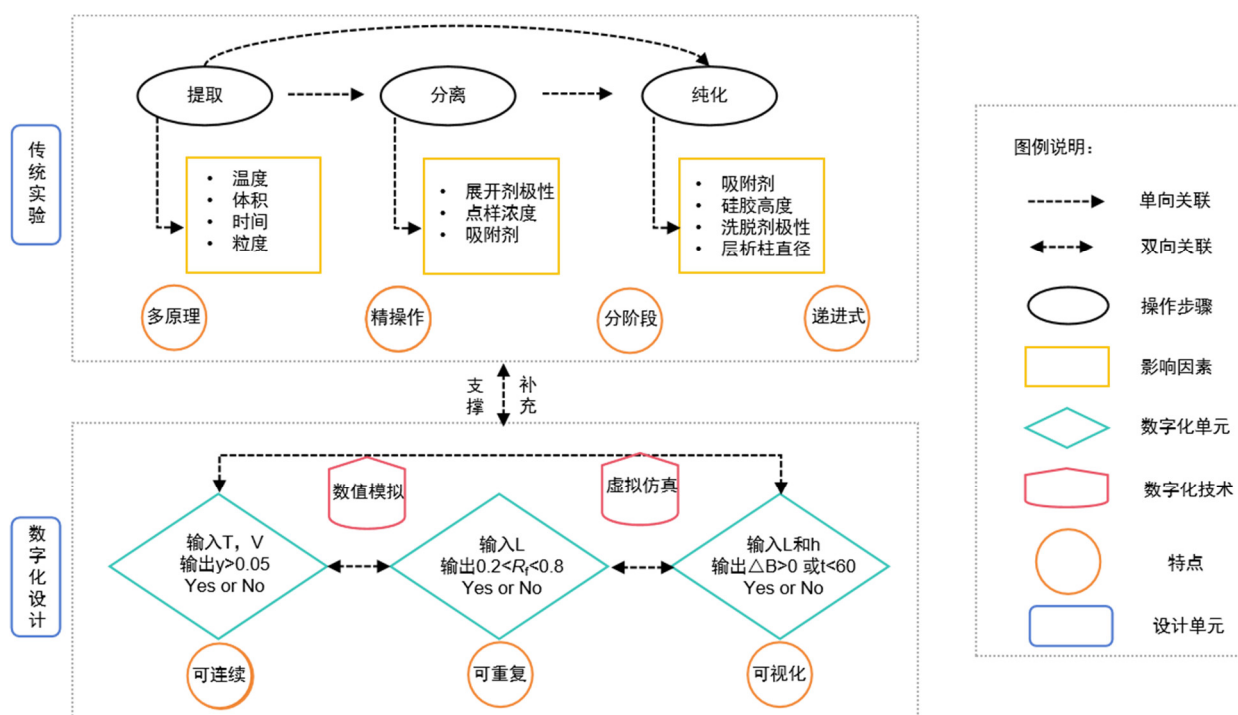 传统实验
提取
分离
纯化
• 温度
• 体积
• 时间
• 粒度
• 展开剂极性
• 点样浓度
• 吸附剂
• 吸附剂
• 硅胶高度
• 洗脱剂极性
• 层析柱直径
多原理
精操作
分阶段
递进式
支撑
补充
数字化设计
数值模拟
虚拟仿真
输入T，V
输出y>0.05
Yes or No
输入L
输出0.2<Rf<0.8
Yes or No
输入L和h
输出△B>0 或t<60
Yes or No
可连续
可重复
可视化
图例说明：
单向关联
双向关联
操作步骤
影响因素
数字化单元
数字化技术
特点
设计单元